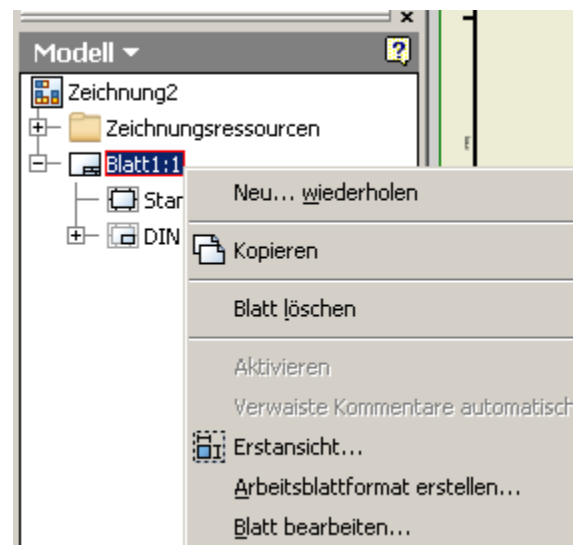 Modell
Zeichnung2
Zeichnungsressourcen
Blatt1:1
Star
DIN
Neu... wiederholen
Kopieren
Blatt löschen
Aktivieren
Verwaiste Kommentare automatisch
Erstansicht...
Arbeitsblattformat erstellen...
Blatt bearbeiten...